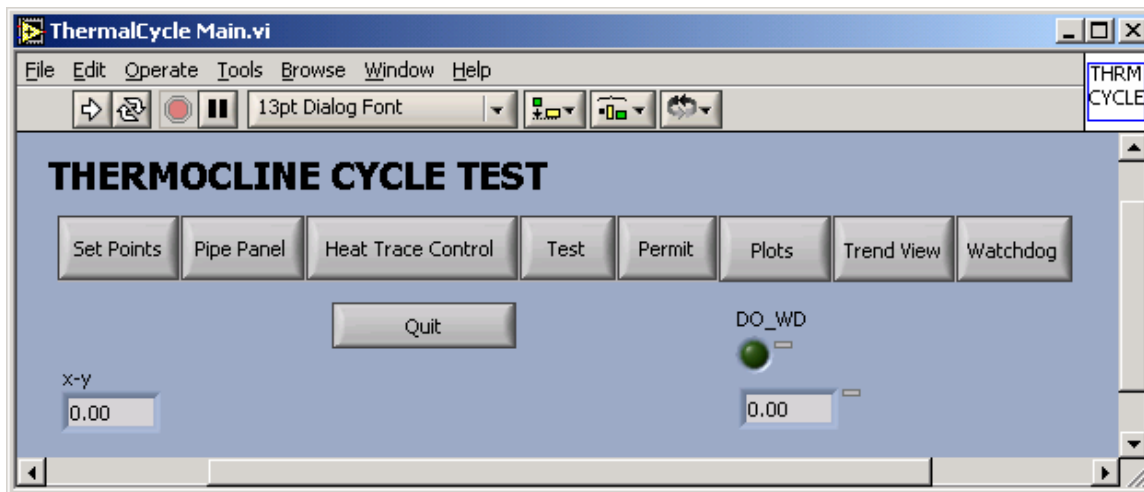 ThermalCycle Main.vi
File Edit Operate Tools Browse Window Help
THRM
CYCLE
13pt Dialog Font
THERMOCLINE CYCLE TEST
Set Points Pipe Panel Heat Trace Control Test Permit Plots Trend View Watchdog
Quit
DO_WD
x-y
0.00
0.00